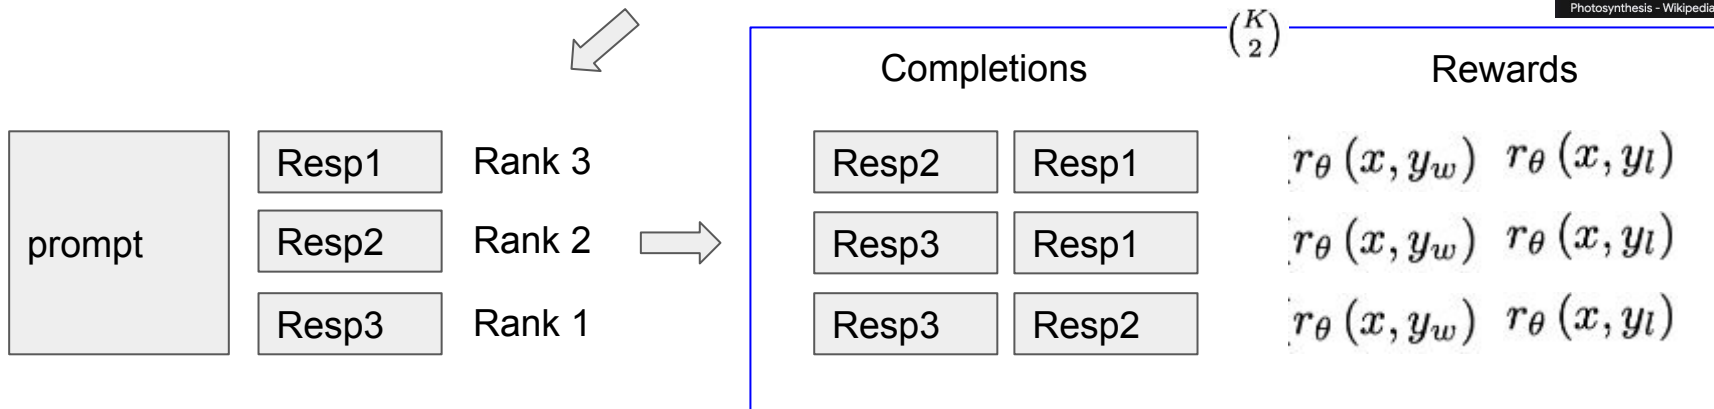 Photosynthesis - Wikipedia
(K 2)
Completions Rewards
Resp1 Rank 3 Resp2 Resp1 r_θ (x, y_w) r_θ (x, y_l)
prompt Resp2 Rank 2 Resp3 Resp1 r_θ (x, y_w) r_θ (x, y_l)
Resp3 Rank 1 Resp3 Resp2 r_θ (x, y_w) r_θ (x, y_l)